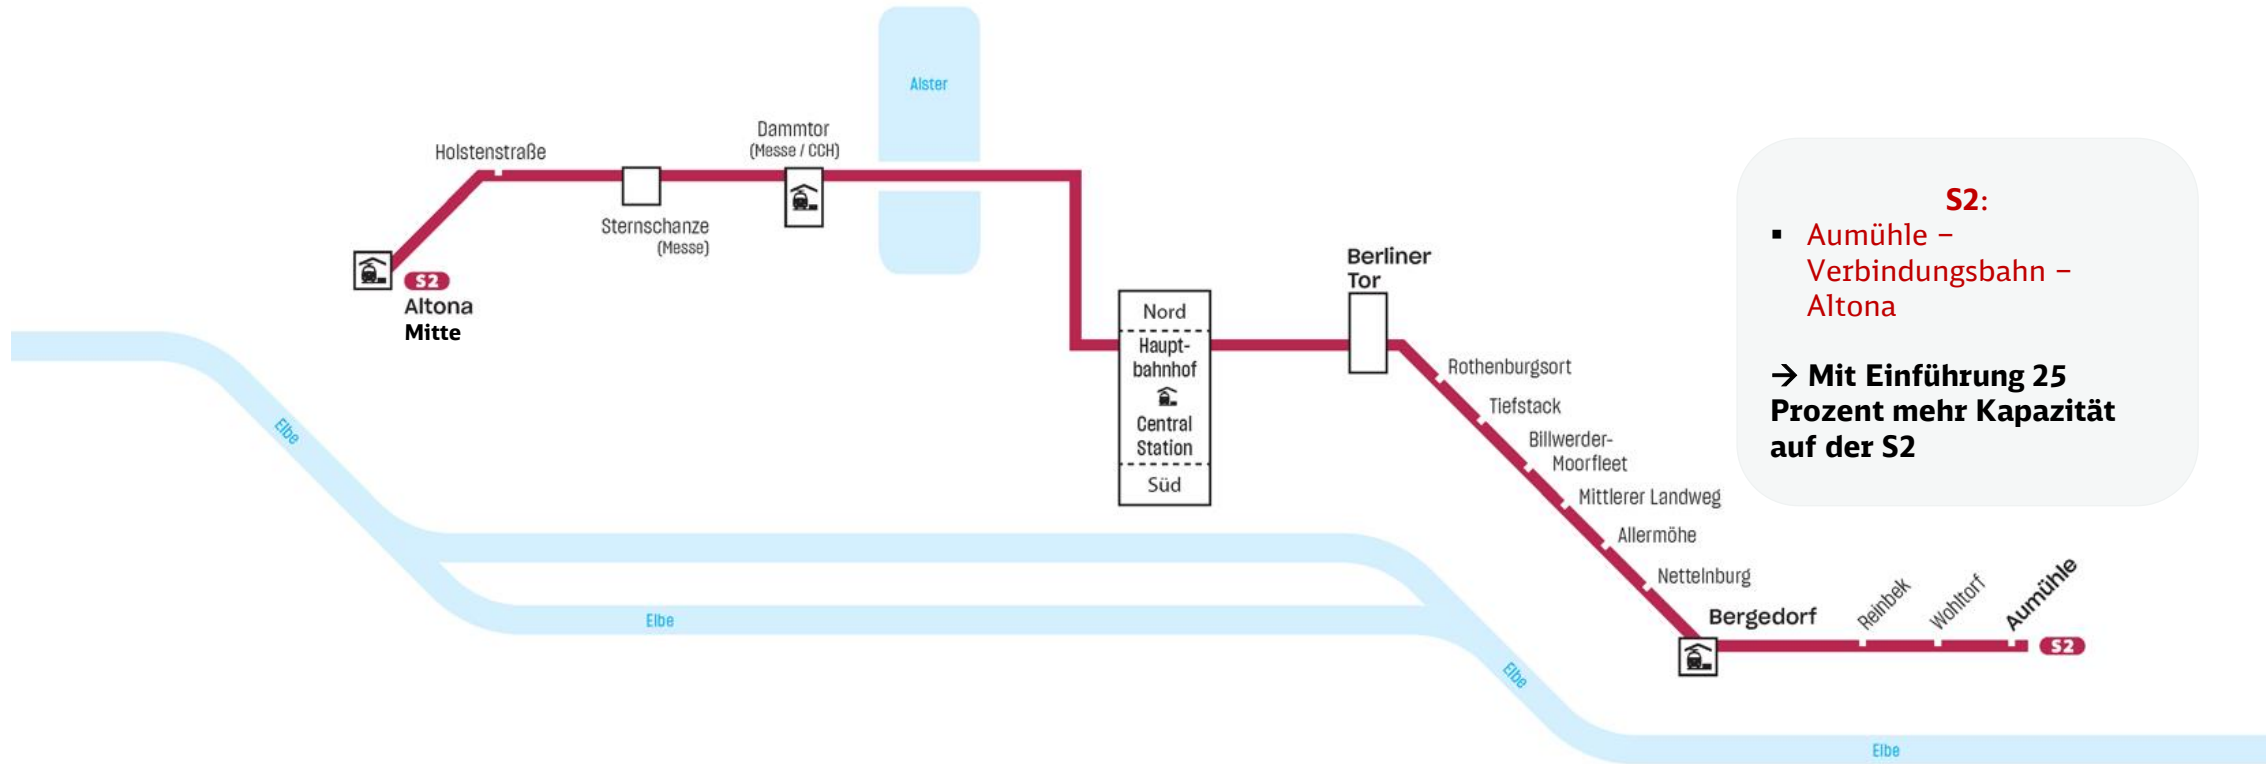 Alster
Dammtor
(Messe / CCH)
Holstenstraße
Sternschanze
(Messe)
S2
Altona
Mitte
Berliner
Tor
Nord
Haupt-
bahnhof
Central
Station
Süd
Rothenburgsort
Tiefstack
Billwerder-
Moorfleet
Mittlerer Landweg
Allermöhe
Nettelnburg
Bergedorf
Reinbek
Wohltorf
Aumühle
S2
Elbe
Elbe
Elbe
Elbe
S2:
▪ Aumühle –
Verbindungsbahn –
Altona
→ Mit Einführung 25
Prozent mehr Kapazität
auf der S2